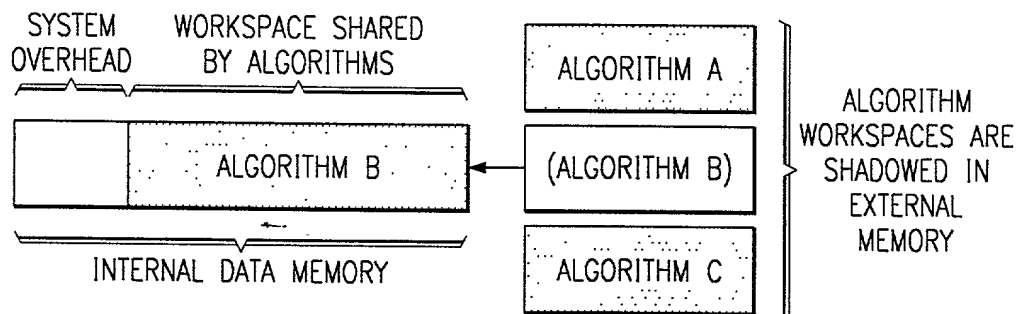 SYSTEM
OVERHEAD
WORKSPACE SHARED
BY ALGORITHMS
ALGORITHM B
INTERNAL DATA MEMORY
ALGORITHM A
(ALGORITHM B)
ALGORITHM C
ALGORITHM
WORKSPACES ARE
SHADOWED IN
EXTERNAL
MEMORY